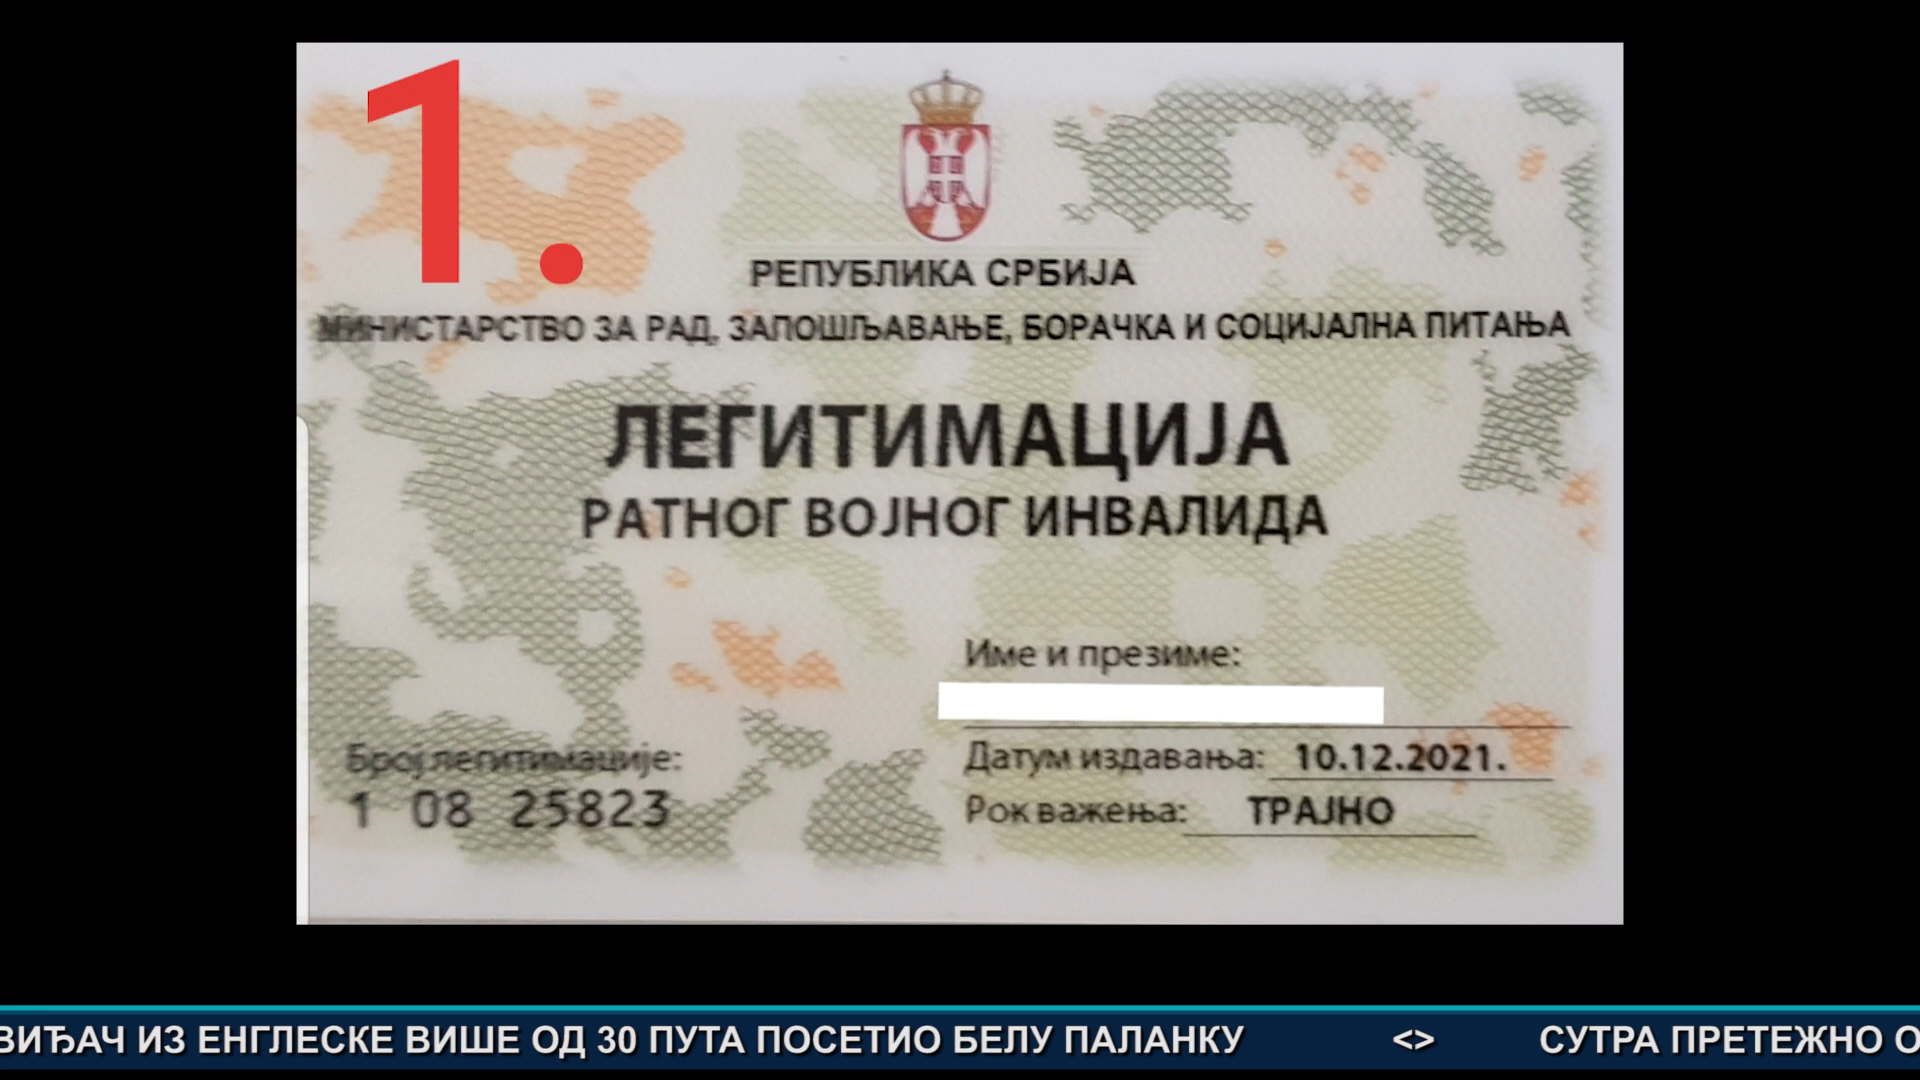 1.
РЕПУБЛИКА СРБИЈА
МИНИСТАРСТВО ЗА РАД, ЗАПОШЉАВАЊЕ, БОРАЧКА И СОЦИЈАЛНА ПИТАЊА
ЛЕГИТИМАЦИЈА
РАТНОГ ВОЈНОГ ИНВАЛИДА
Име и презиме:
Број легитимације:
1 08 25823
Датум издавања: 10.12.2021.
Рок важења: ТРАЈНО
ВИЂАЧ ИЗ ЕНГЛЕСКЕ ВИШЕ ОД 30 ПУТА ПОСЕТИО БЕЛУ ПАЛАНКУ <> СУТРА ПРЕТЕЖНО О